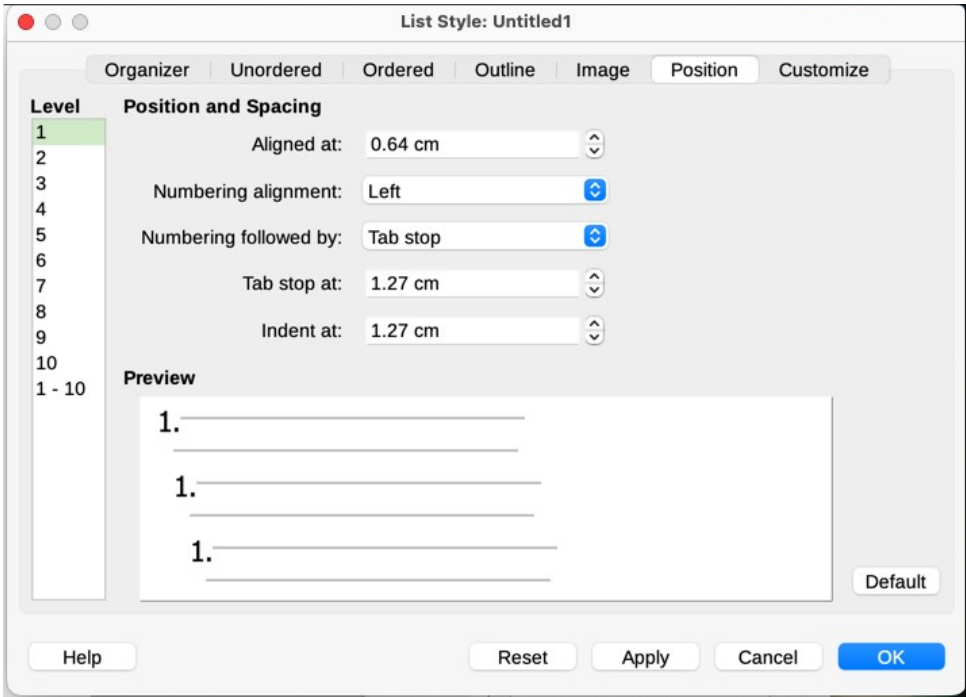 List Style: Untitled1
Organizer Unordered Ordered Outline Image Position Customize
Level
1
2
3
4
5
6
7
8
9
10
1 - 10
Position and Spacing
Aligned at: 0.64 cm
Numbering alignment: Left
Numbering followed by: Tab stop
Tab stop at: 1.27 cm
Indent at: 1.27 cm
Preview
1.
1.
1.
Default
Help Reset Apply Cancel OK